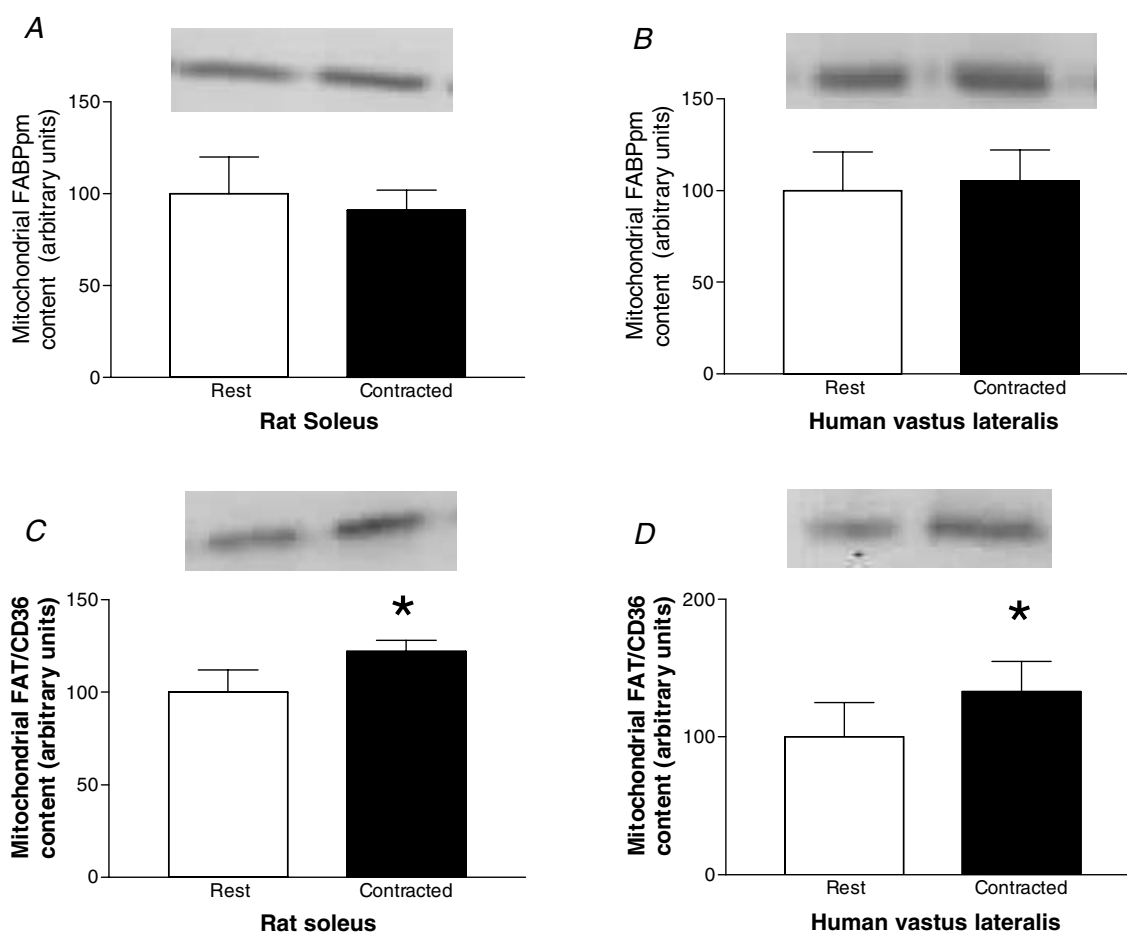 A
Mitochondrial FABPpm
content (arbitrary units)
150
100
50
0
Rest
Contracted
Rat Soleus
B
Mitochondrial FABPpm
content (arbitrary units)
150
100
50
0
Rest
Contracted
Human vastus lateralis
C
Mitochondrial FAT/CD36
content (arbitrary units)
150
100
50
0
*
Rest
Contracted
Rat soleus
D
Mitochondrial FAT/CD36
content (arbitrary units)
200
100
0
*
Rest
Contracted
Human vastus lateralis